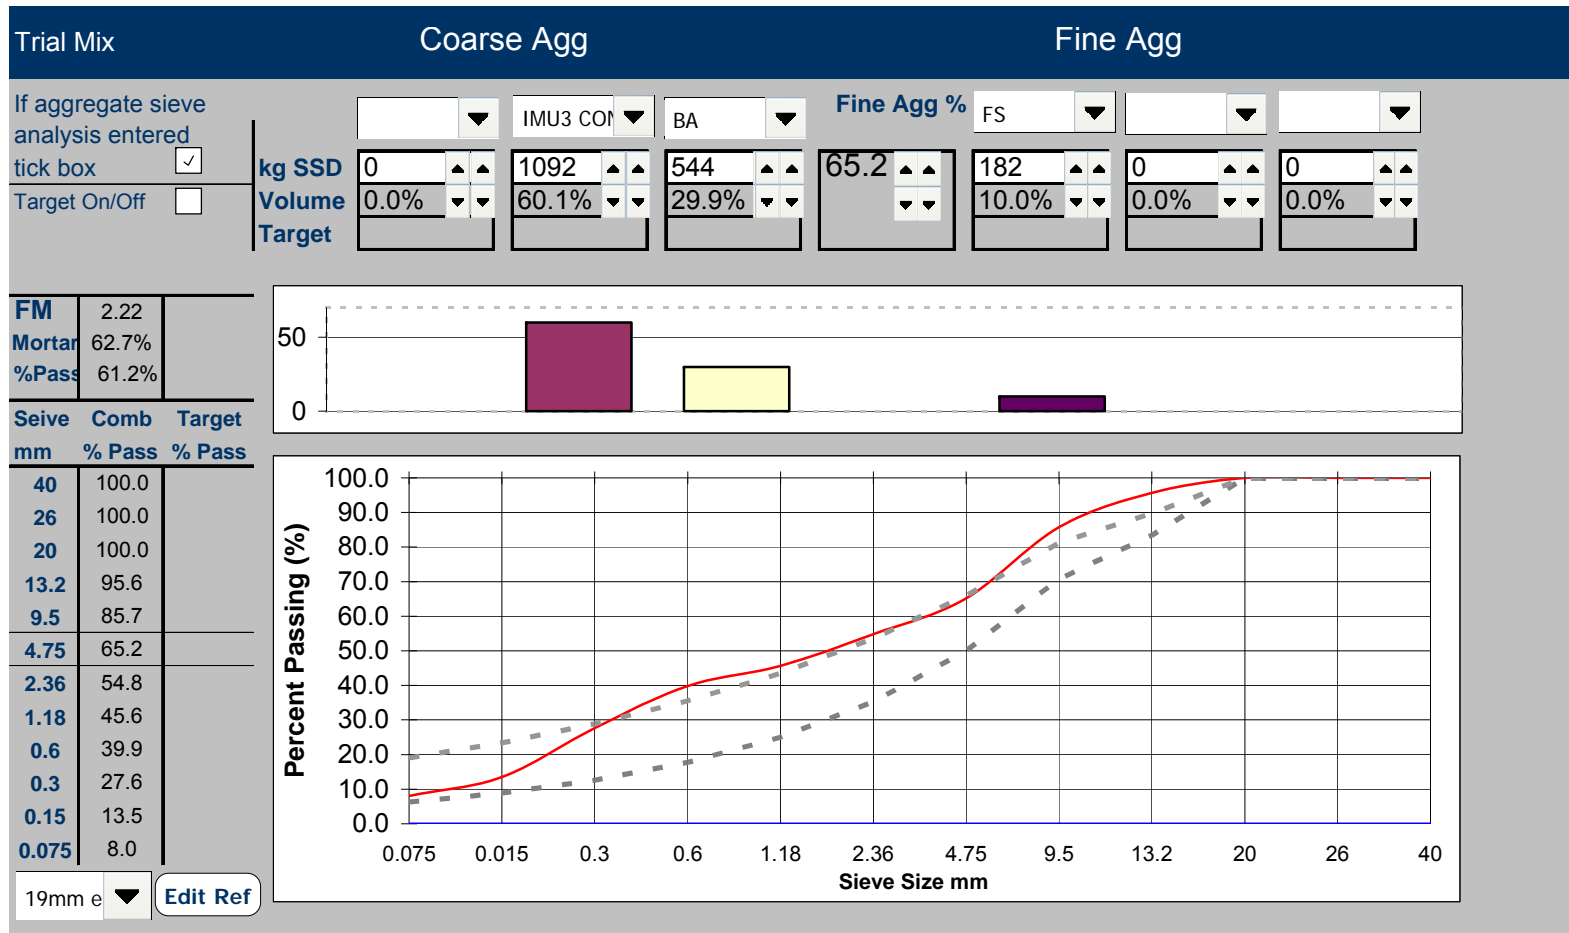 Trial Mix Coarse Agg Fine Agg
If aggregate sieve
analysis entered
tick box
Target On/Off
IMU3 CON BA Fine Agg % FS
kg SSD 0 1092 544 65.2 182 0 0
Volume 0.0% 60.1% 29.9% 10.0% 0.0% 0.0%
Target
FM 2.22
Mortar 62.7%
%Pass 61.2%
Seive Comb Target
mm % Pass % Pass
40 100.0
26 100.0
20 100.0
13.2 95.6
9.5 85.7
4.75 65.2
2.36 54.8
1.18 45.6
0.6 39.9
0.3 27.6
0.15 13.5
0.075 8.0
19mm e Edit Ref
50
0
Percent Passing (%)
100.0
90.0
80.0
70.0
60.0
50.0
40.0
30.0
20.0
10.0
0.0
0.075 0.015 0.3 0.6 1.18 2.36 4.75 9.5 13.2 20 26 40
Sieve Size mm